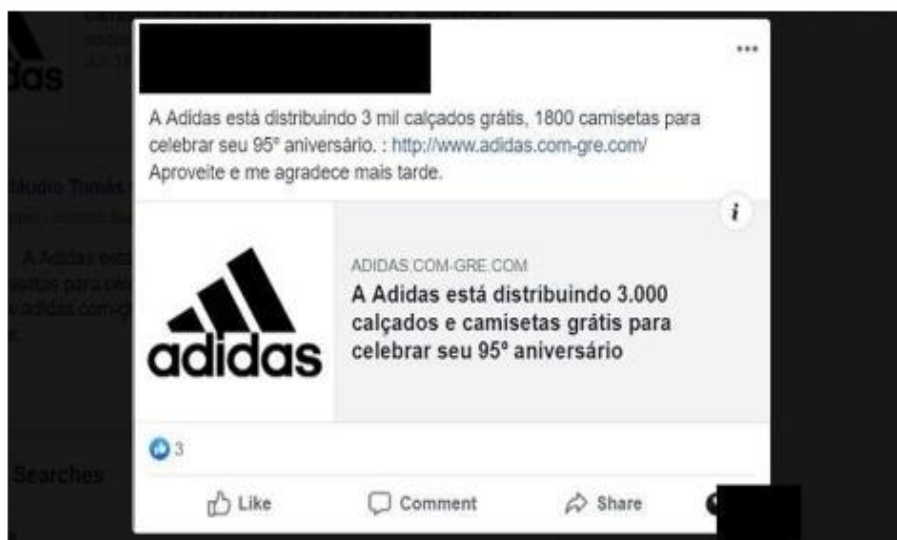 A Adidas está distribuindo 3 mil calçados grátis, 1800 camisetas para
celebrar seu 95º aniversário. : http://www.adidas.com-gre.com/
Aproveite e me agradece mais tarde.
i
adidas
ADIDAS.COM-GRE.COM
A Adidas está distribuindo 3.000
calçados e camisetas grátis para
celebrar seu 95º aniversário
3
Like
Comment
Share
Searches